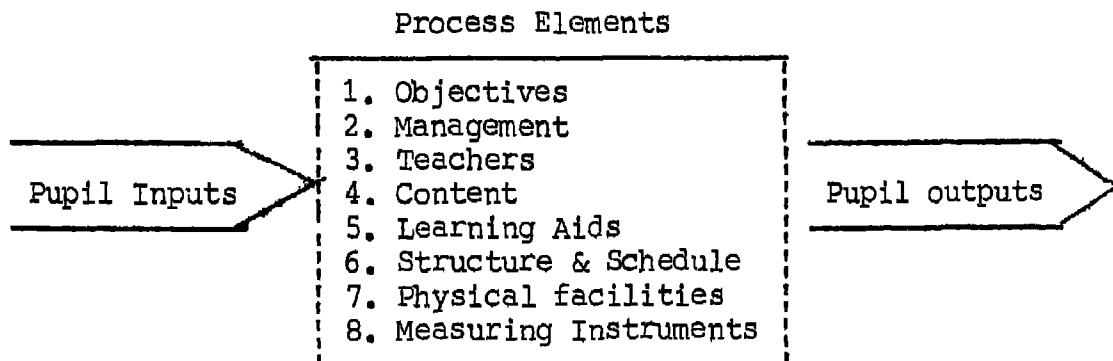 Process Elements
1. Objectives
2. Management
3. Teachers
Pupil Inputs
4. Content
Pupil outputs
5. Learning Aids
6. Structure & Schedule
7. Physical facilities
8. Measuring Instruments